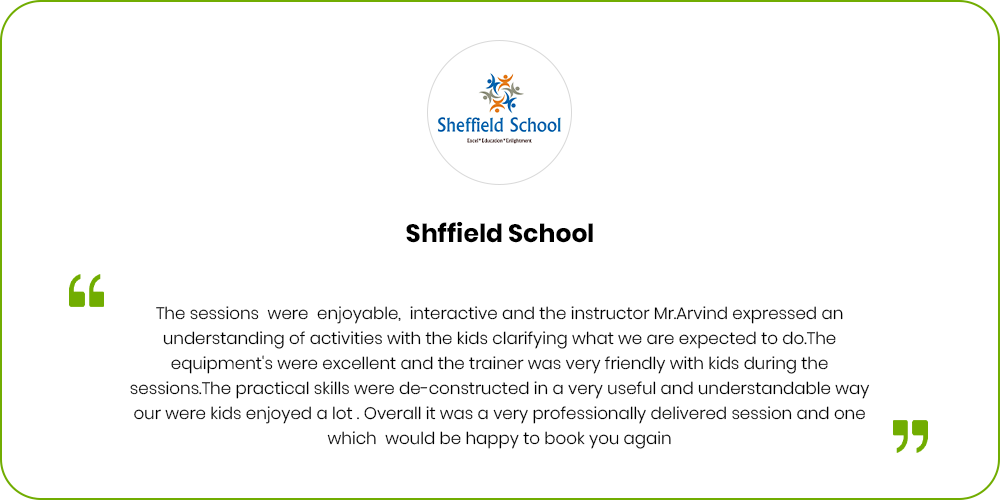 Sheffield School
Excel * Education * Enlightment
Shffield School
“
The sessions  were  enjoyable,  interactive and the instructor Mr.Arvind expressed an
understanding of activities with the kids clarifying what we are expected to do.The
equipment's were excellent and the trainer was very friendly with kids during the
sessions.The practical skills were de-constructed in a very useful and understandable way
our were kids enjoyed a lot . Overall it was a very professionally delivered session and one
which  would be happy to book you again
”